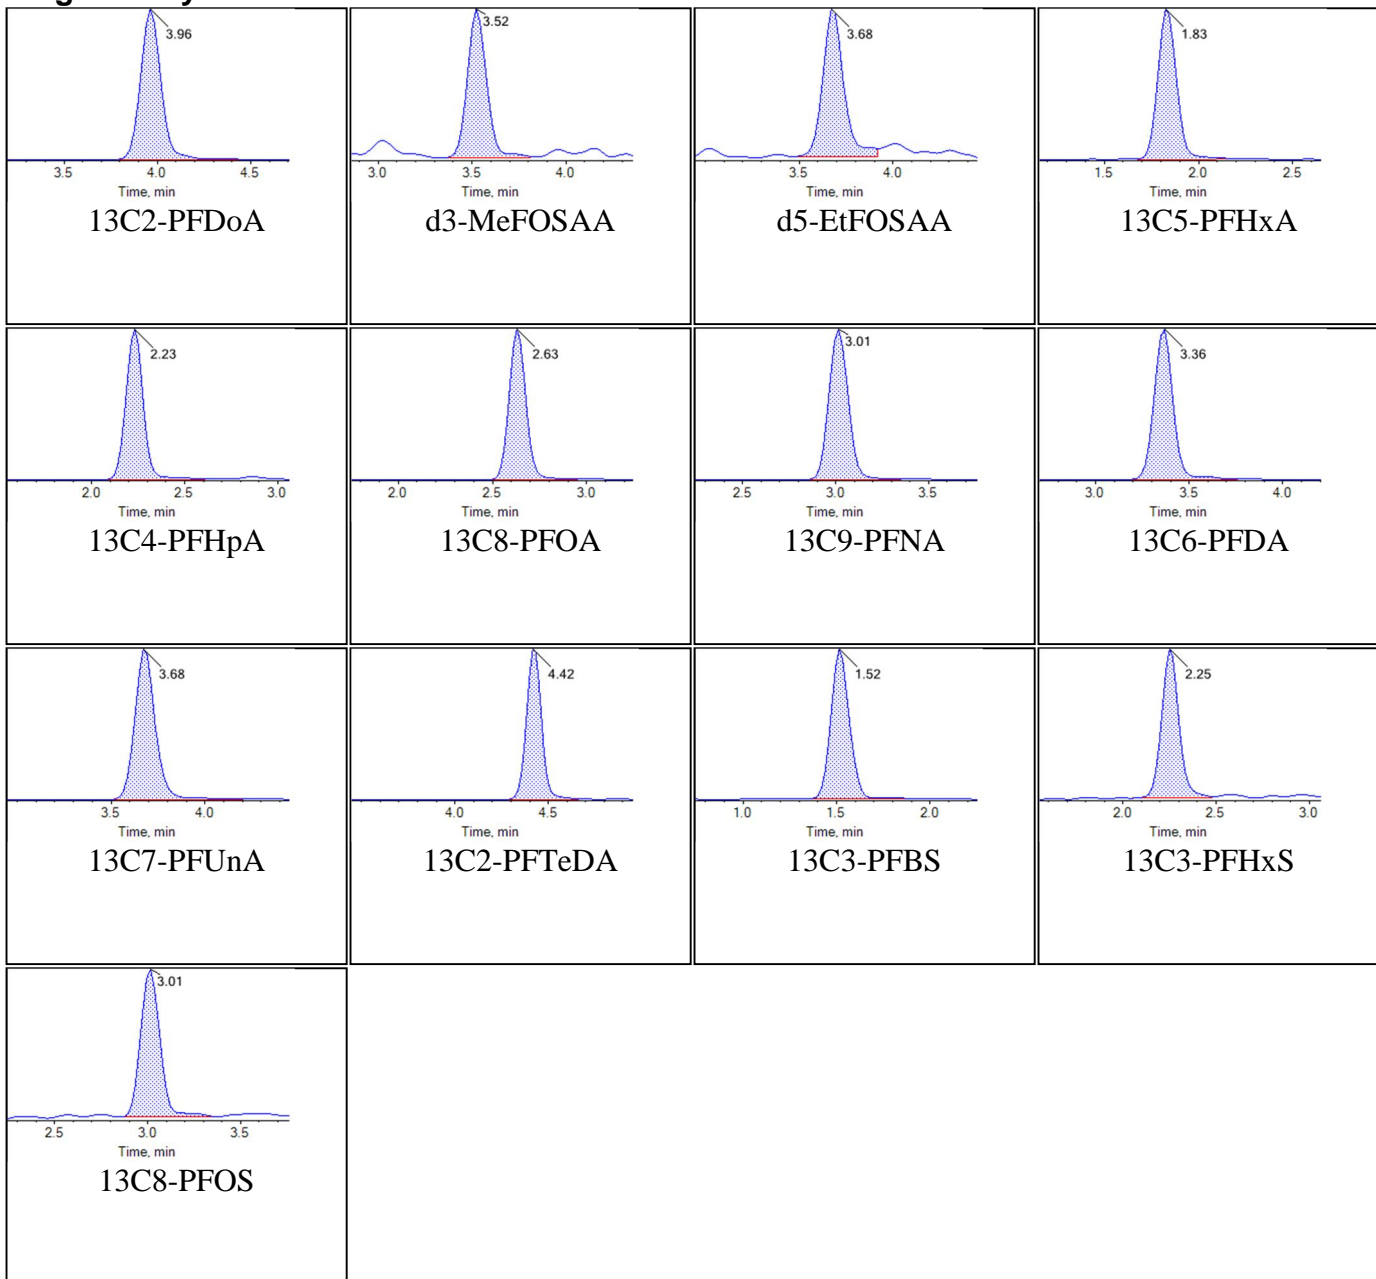 3.96
3.5 4.0 4.5
Time, min
13C2-PFDoA
3.52
3.0 3.5 4.0
Time, min
d3-MeFOSAA
3.68
3.5 4.0
Time, min
d5-EtFOSAA
1.83
1.5 2.0 2.5
Time, min
13C5-PFHxA
2.23
2.0 2.5 3.0
Time, min
13C4-PFHpA
2.63
2.0 2.5 3.0
Time, min
13C8-PFOA
3.01
2.5 3.0 3.5
Time, min
13C9-PFNA
3.36
3.0 3.5 4.0
Time, min
13C6-PFDA
3.68
3.5 4.0
Time, min
13C7-PFUnA
4.42
4.0 4.5
Time, min
13C2-PFTeDA
1.52
1.0 1.5 2.0
Time, min
13C3-PFBS
2.25
2.0 2.5 3.0
Time, min
13C3-PFHxS
3.01
2.5 3.0 3.5
Time, min
13C8-PFOS